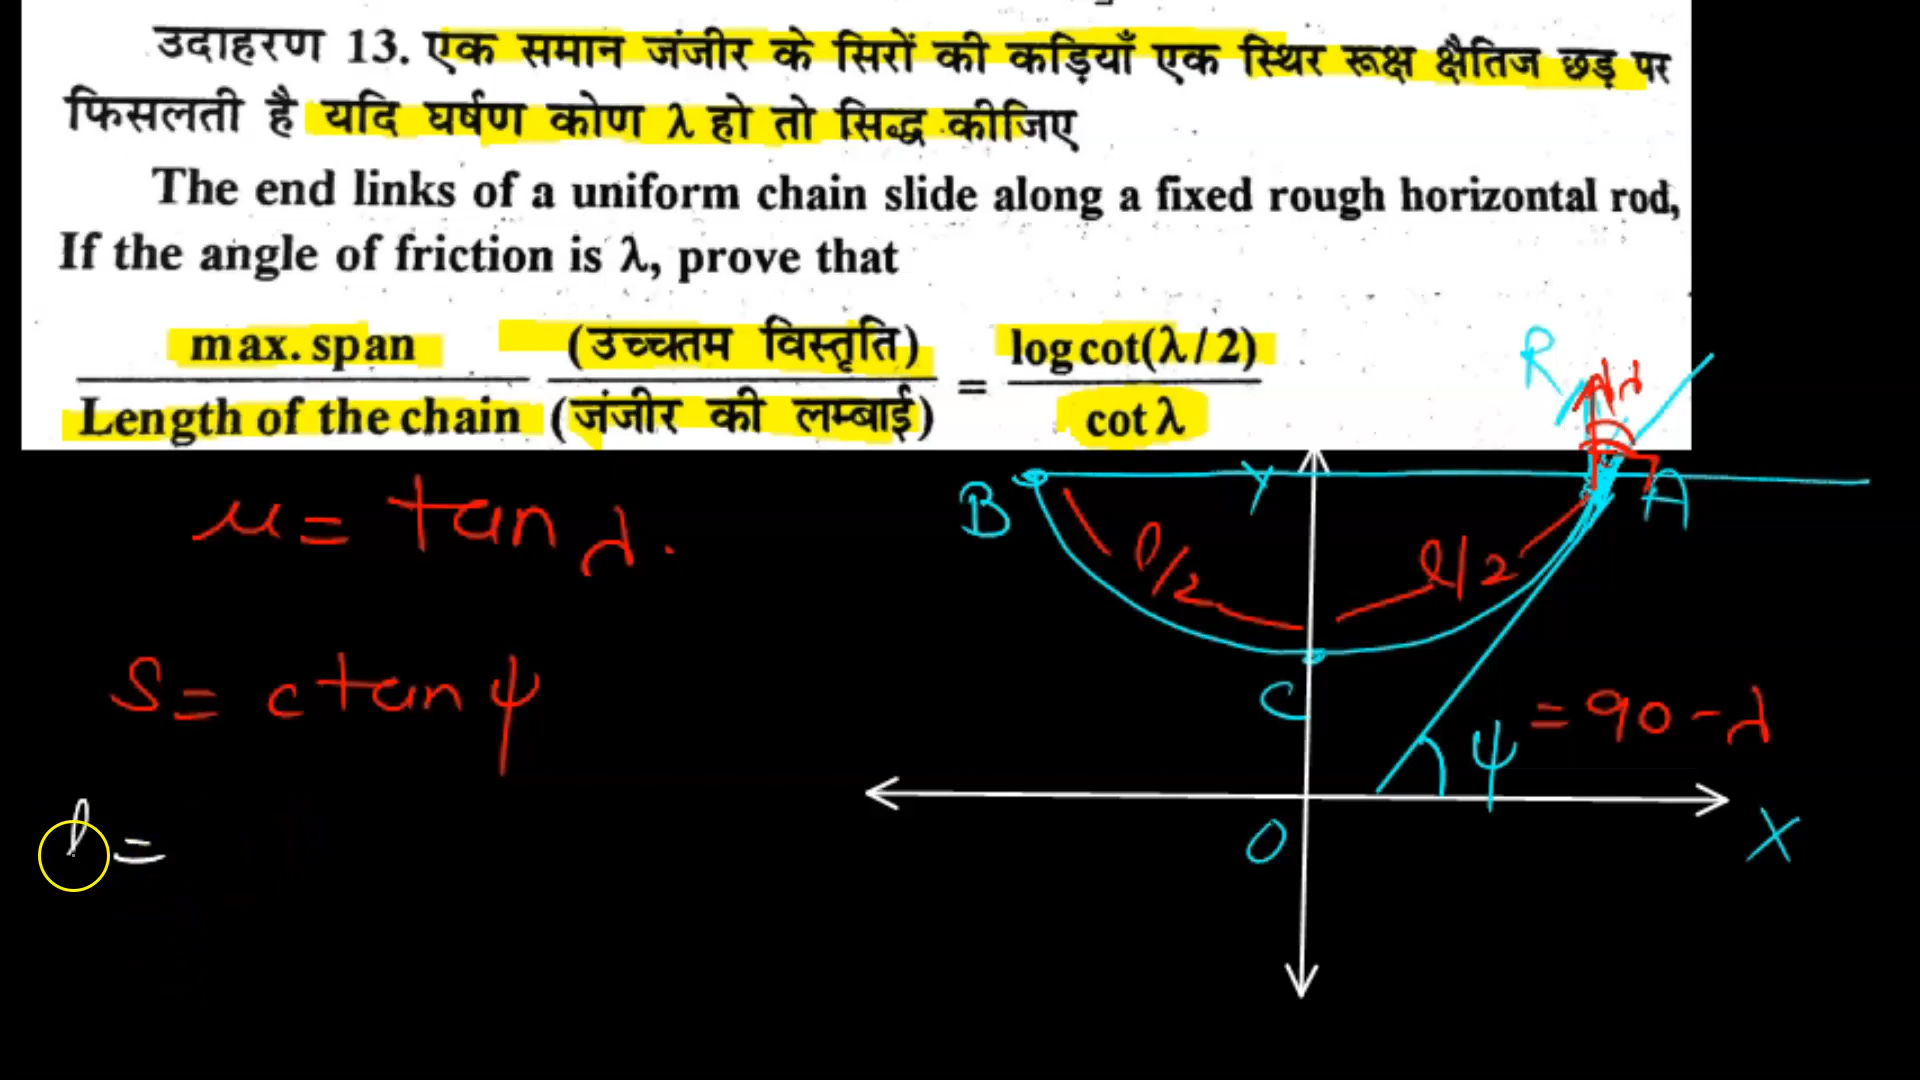 उदाहरण 13. एक समान जंजीर के सिरों की कड़ियाँ एक स्थिर रूक्ष क्षैतिज छड़ पर
फिसलती है यदि घर्षण कोण λ हो तो सिद्ध कीजिए
The end links of a uniform chain slide along a fixed rough horizontal rod,
If the angle of friction is λ, prove that
max. span (उच्चतम विस्तृति) log cot(λ/2)
=
Length of the chain (जंजीर की लम्बाई) cot λ
R λ
μ = tan λ.
B Y A
l/2 l/2
S = c tan ψ
C
ψ = 90 - λ
l =
O X